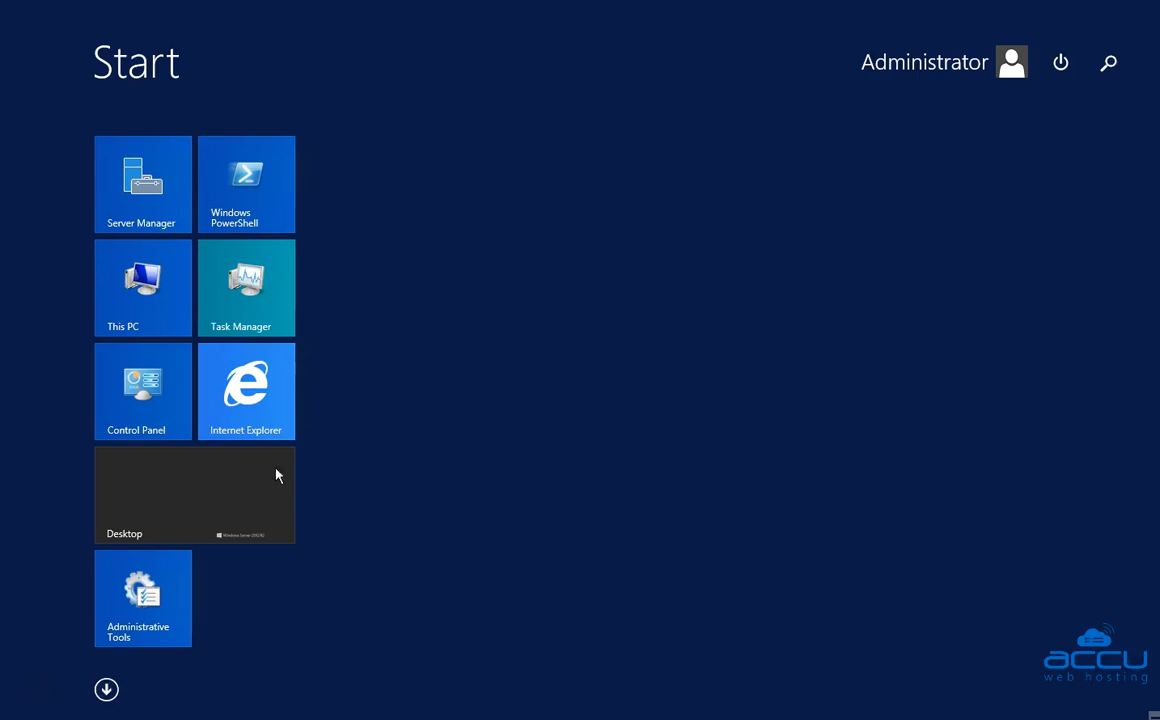 Start
Administrator
Server Manager
Windows
PowerShell
This PC
Task Manager
Control Panel
Internet Explorer
Desktop
Administrative
Tools
accu
web hosting